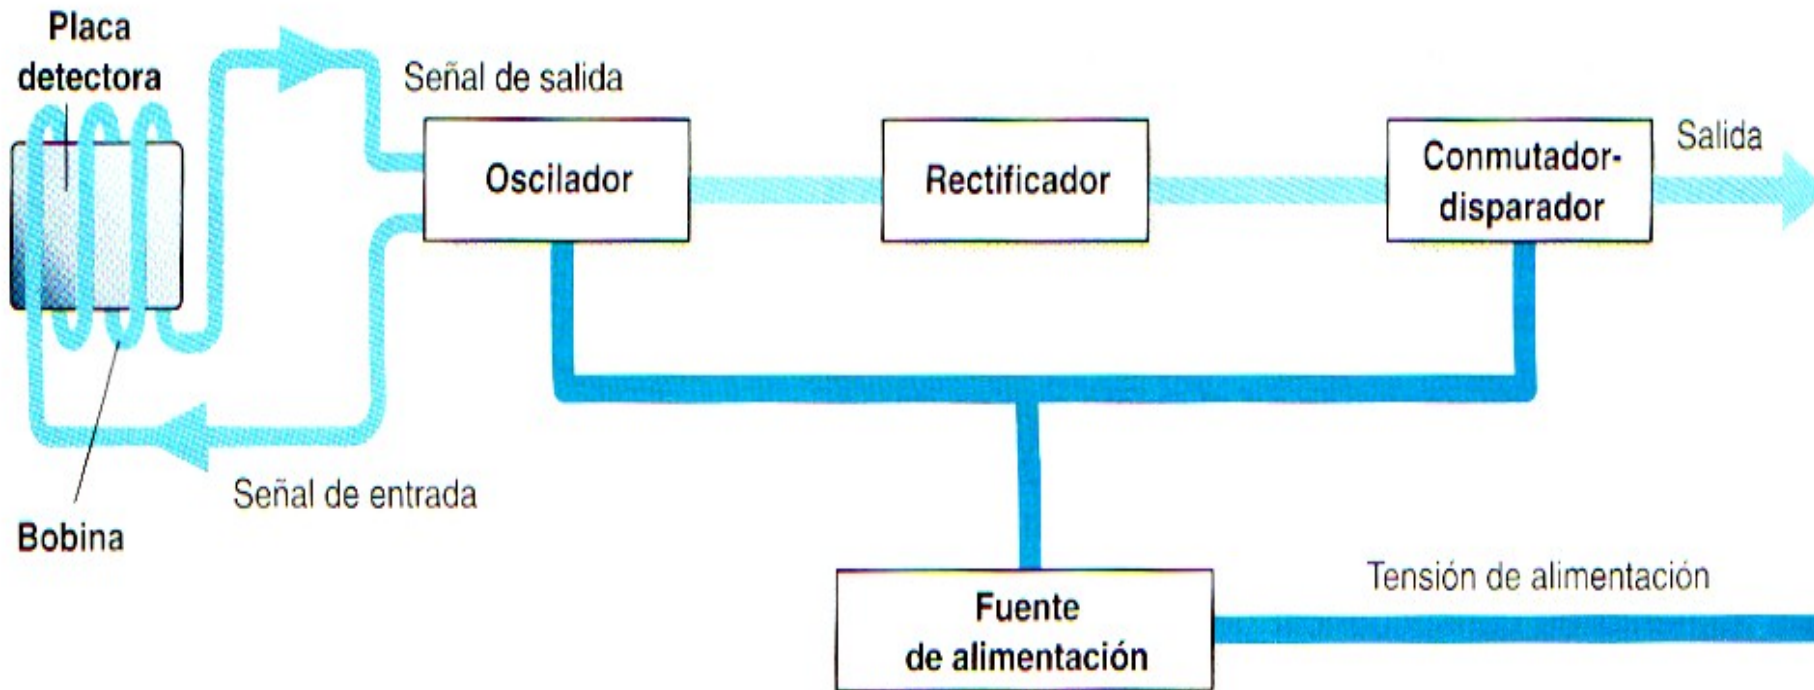 Placa
detectora
Señal de salida
Oscilador
Rectificador
Conmutador-
disparador
Salida
Señal de entrada
Bobina
Fuente
de alimentación
Tensión de alimentación